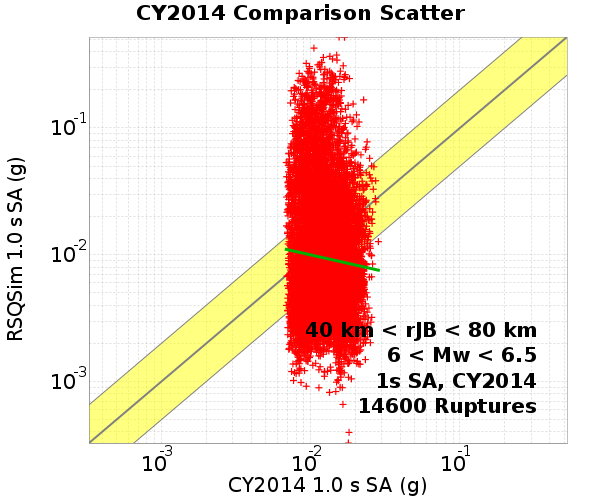 CY2014 Comparison Scatter
RSQSim 1.0 s SA (g)
10-1
10-2
10-3
40 km < rJB < 80 km
6 < Mw < 6.5
1s SA, CY2014
14600 Ruptures
10-3
10-2
10-1
CY2014 1.0 s SA (g)